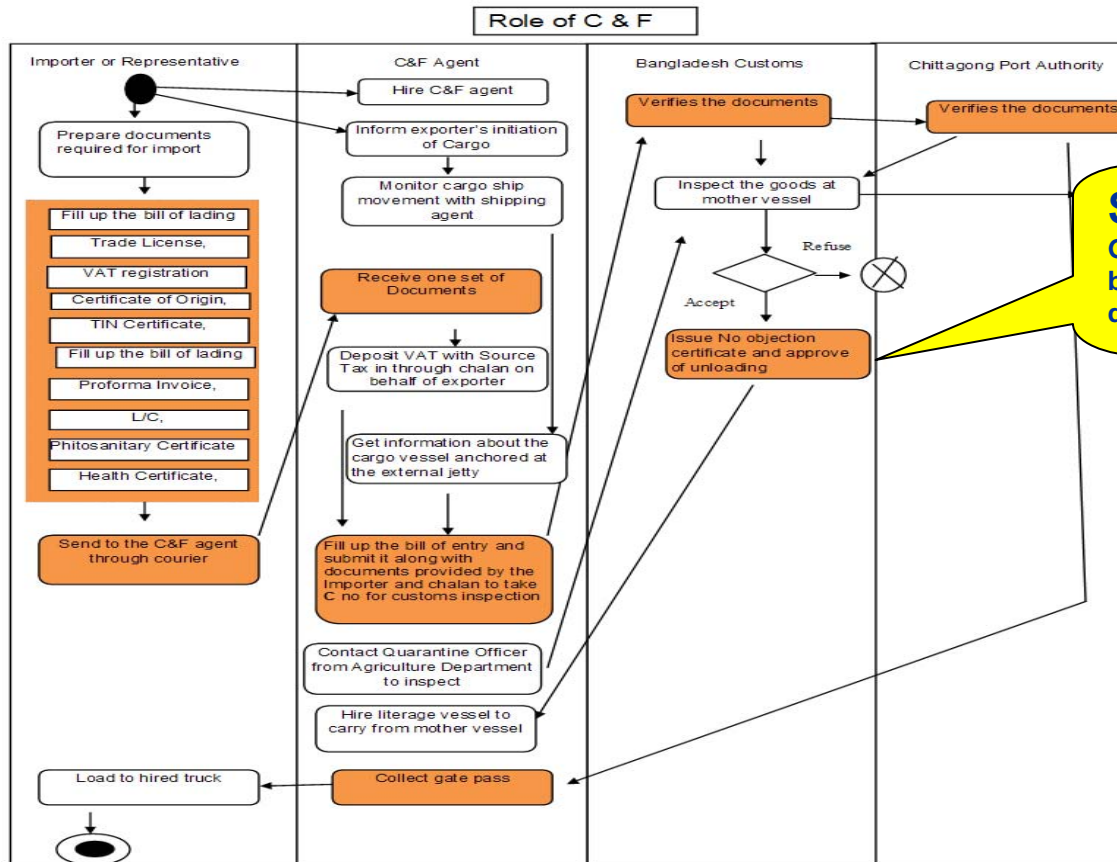 Role of C & F
Importer or Representative
C&F Agent
Bangladesh Customs
Chittagong Port Authority
Hire C&F agent
Verifies the documents
Verifies the documents
Prepare documents
required for import
Inform exporter's initiation
of Cargo
Monitor cargo ship
movement with shipping
agent
Inspect the goods at
mother vessel
Fill up the bill of lading
Trade License,
VAT registration
Certificate of Origin,
TIN Certificate,
Fill up the bill of lading
Proforma Invoice,
L/C,
Phitosanitary Certificate
Health Certificate,
Refuse
Accept
Receive one set of
Documents
Issue No objection
certificate and approve
of unloading
Deposit VAT with Source
Tax in through chalan on
behalf of exporter
Get information about the
cargo vessel anchored at
the external jetty
Send to the C&F agent
through courier
Fill up the bill of entry and
submit it along with
documents provided by the
Importer and chalan to take
C no for customs inspection
Contact Quarantine Officer
from Agriculture Department
to inspect
Hire literage vessel to
carry from mother vessel
Load to hired truck
Collect gate pass